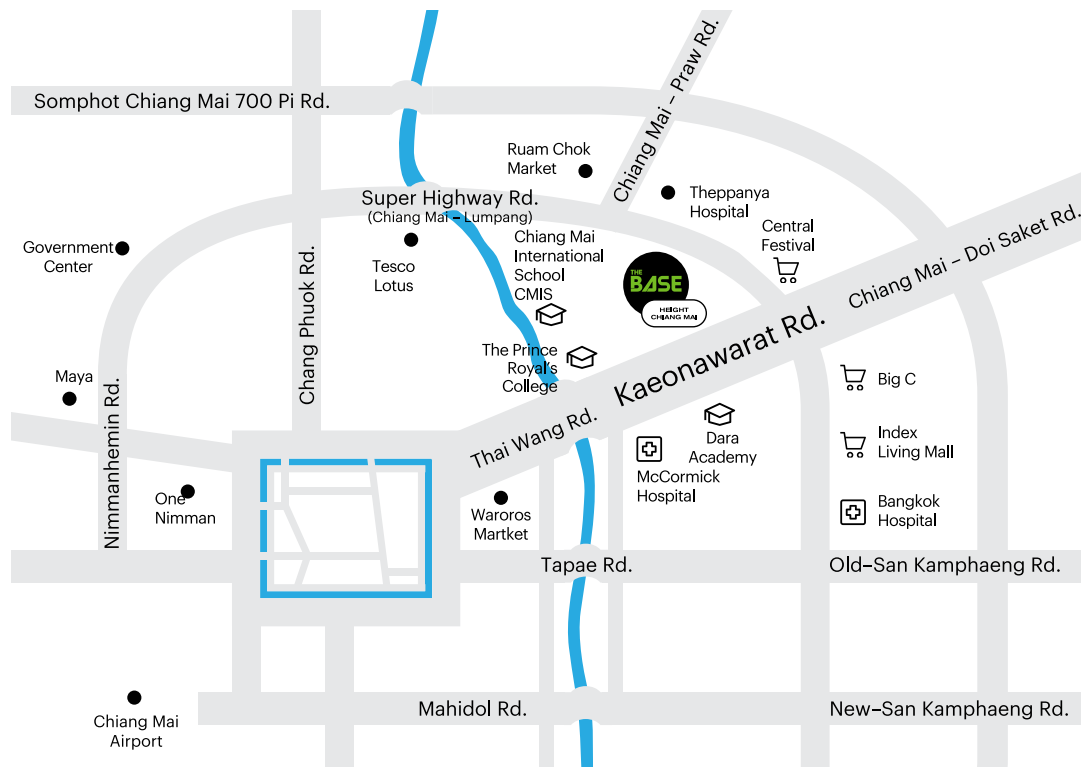 Chiang Mai – Praw Rd.
Somphot Chiang Mai 700 Pi Rd.
Ruam Chok
Market
Super Highway Rd.
(Chiang Mai – Lumpang)
Theppanya
Hospital
Central
Festival
Chiang Mai – Doi Saket Rd.
Government
Center
Chang Phuok Rd.
Tesco
Lotus
Chiang Mai
International
School
CMIS
THE
BASE
HEIGHT
CHIANG MAI
The Prince
Royal's
College
Kaeonawarat Rd.
Maya
Nimmanhemin Rd.
Big C
Thai Wang Rd.
Dara
Academy
Index
Living Mall
McCormick
Hospital
One
Nimman
Waroros
Martket
Bangkok
Hospital
Tapae Rd.
Old–San Kamphaeng Rd.
Mahidol Rd.
New–San Kamphaeng Rd.
Chiang Mai
Airport